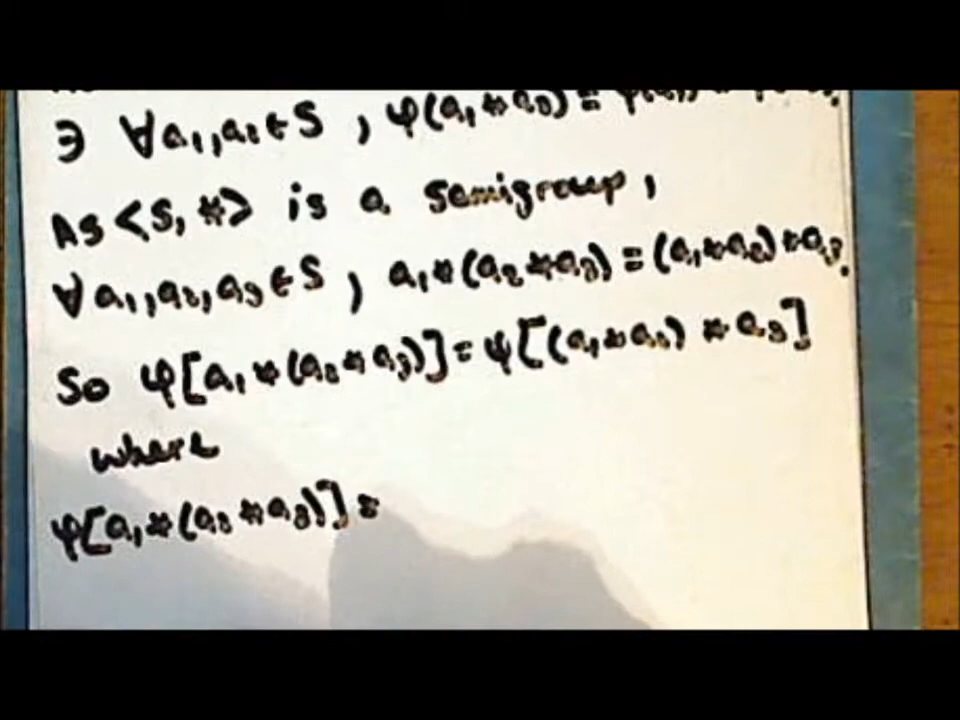 ∋ ∀a₁,a₂∈S , φ(a₁*a₂)=
As <S,*> is a semigroup,
∀a₁,a₂,a₃∈S , a₁*(a₂*a₃)=(a₁*a₂)*a₃.
So φ[a₁*(a₂*a₃)]=φ[(a₁*a₂)*a₃]
where
φ[a₁*(a₂*a₃)]=